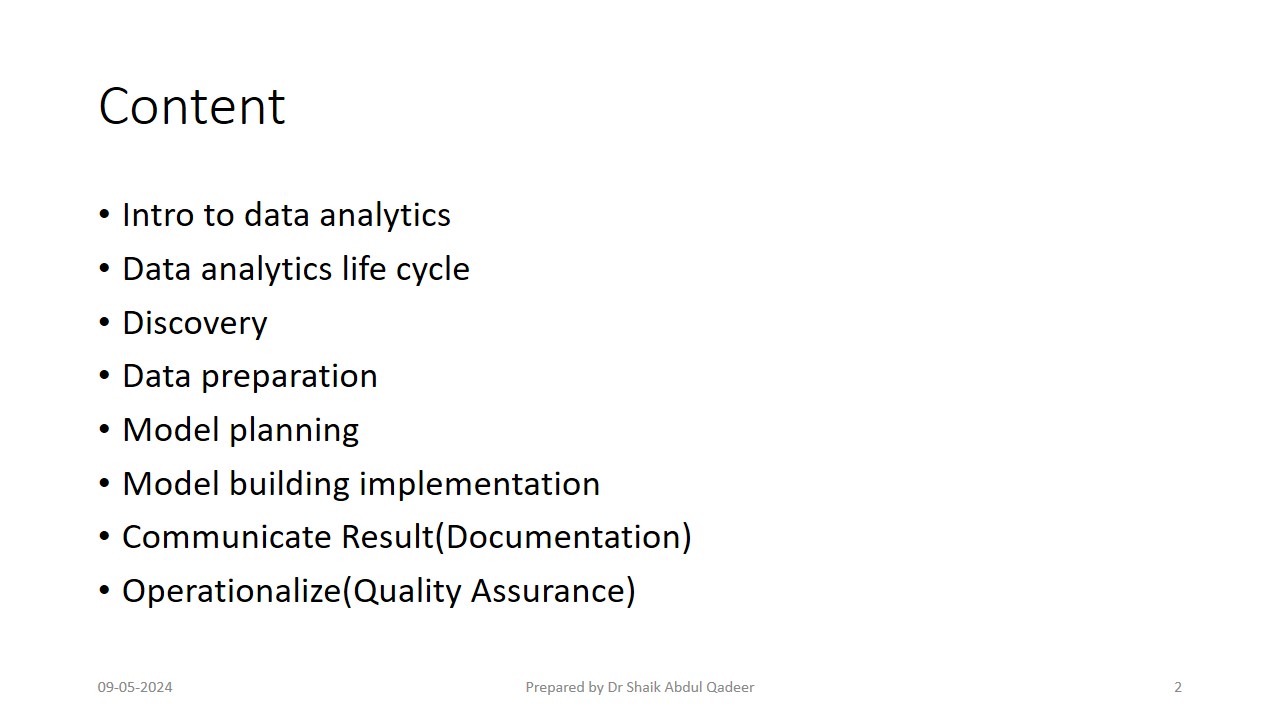 Content
• Intro to data analytics
• Data analytics life cycle
• Discovery
• Data preparation
• Model planning
• Model building implementation
• Communicate Result(Documentation)
• Operationalize(Quality Assurance)
09-05-2024
Prepared by Dr Shaik Abdul Qadeer
2